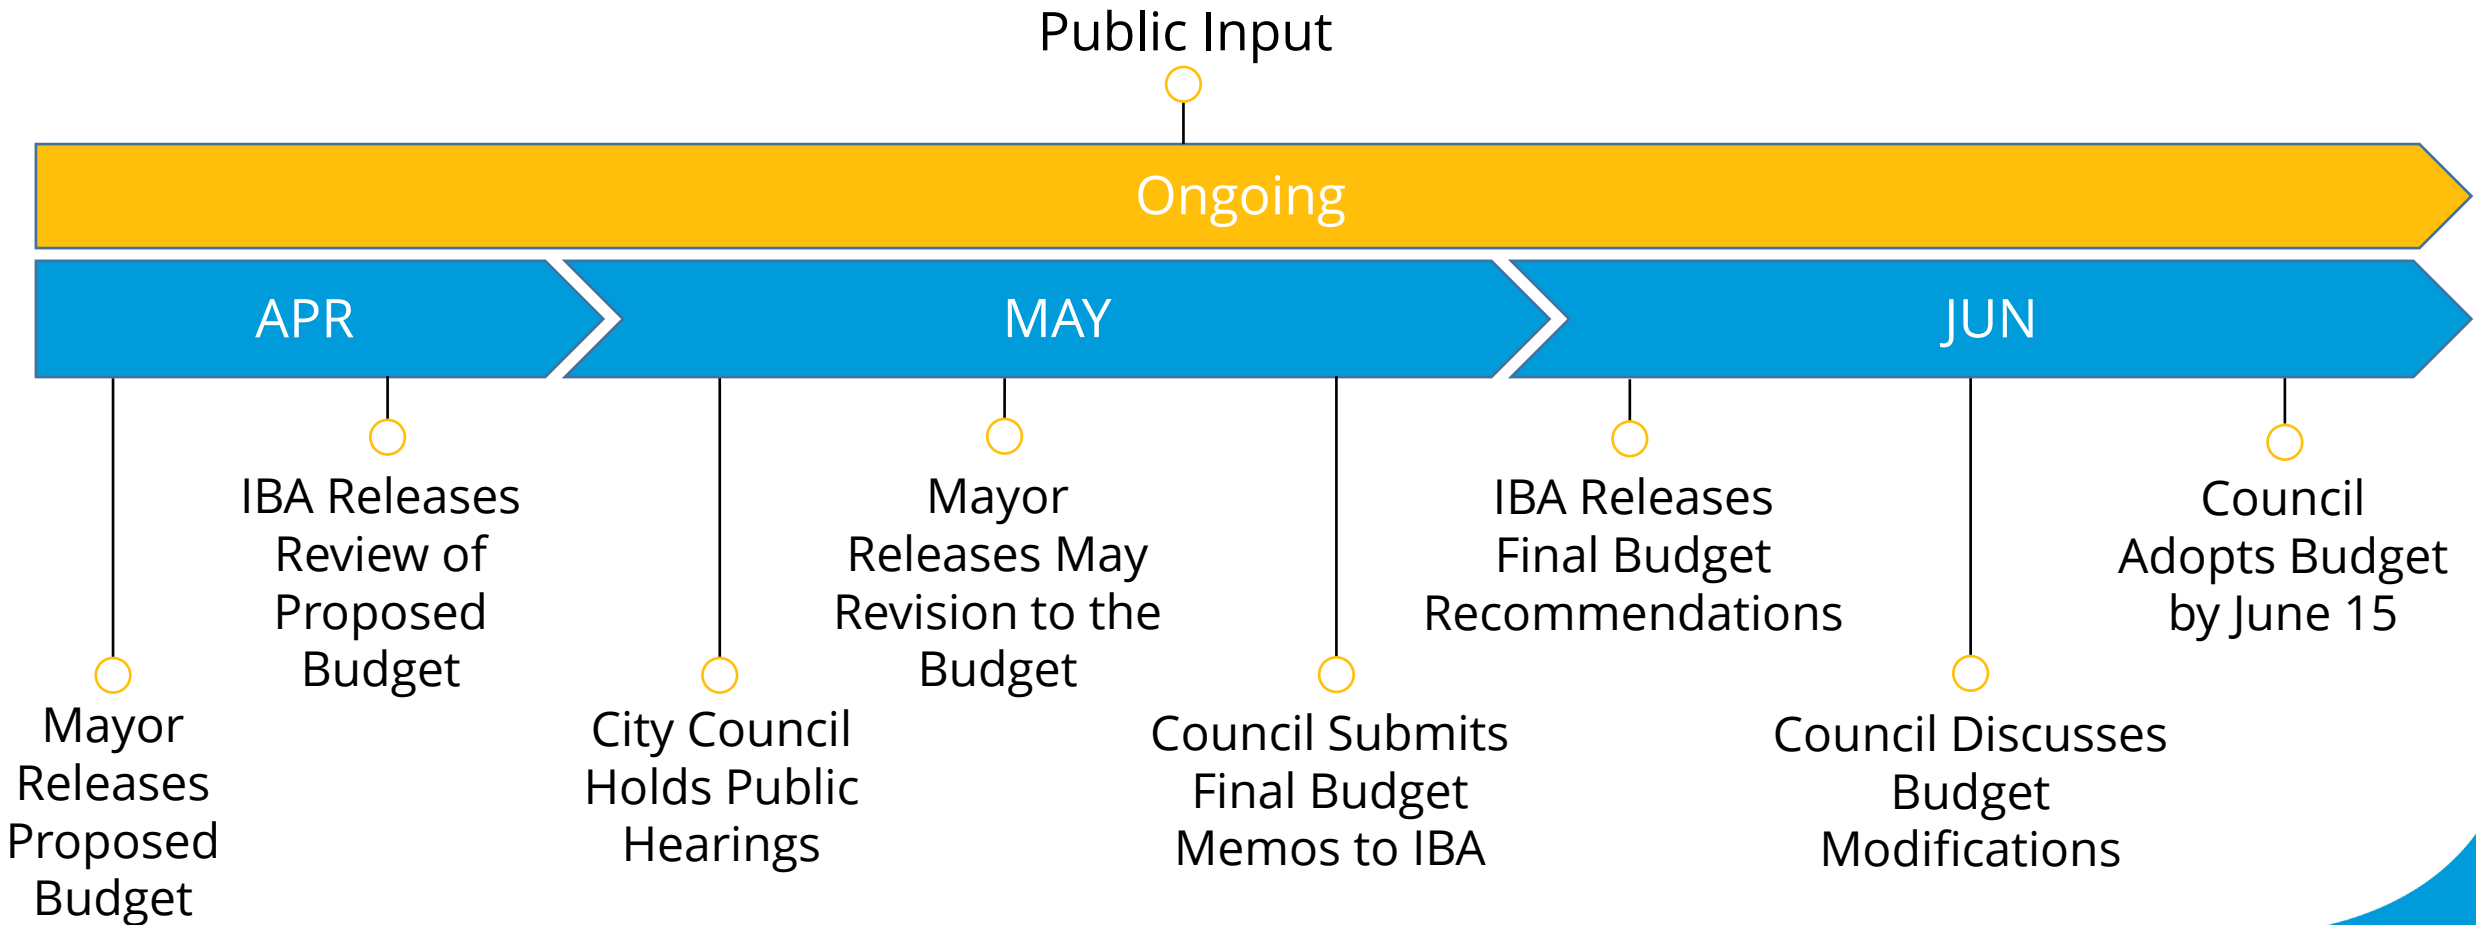 Public Input
Ongoing
APR
MAY
JUN
Mayor
Releases
Proposed
Budget
IBA Releases
Review of
Proposed
Budget
City Council
Holds Public
Hearings
Mayor
Releases May
Revision to the
Budget
Council Submits
Final Budget
Memos to IBA
IBA Releases
Final Budget
Recommendations
Council Discusses
Budget
Modifications
Council
Adopts Budget
by June 15